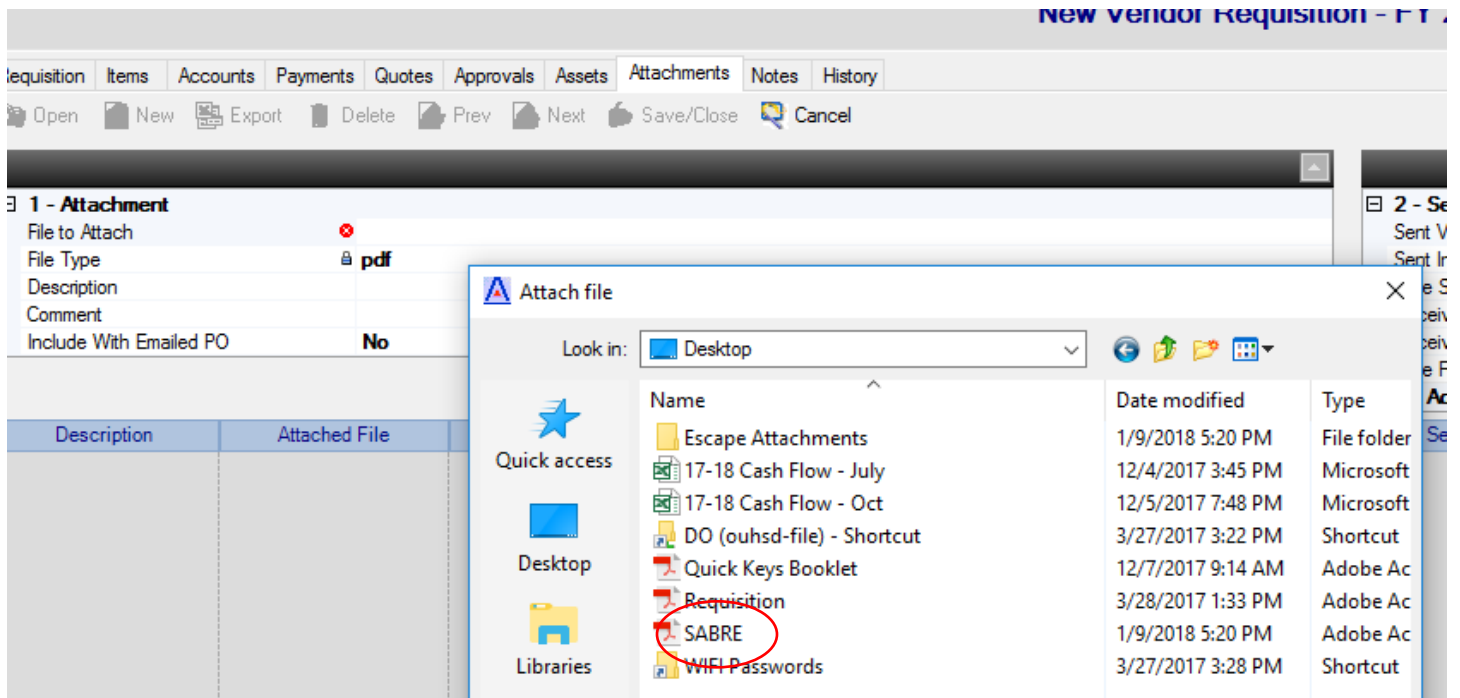 New Vendor Requisition - FY
Requisition Items Accounts Payments Quotes Approvals Assets Attachments Notes History
Open New Export Delete Prev Next Save/Close Cancel
1 - Attachment
File to Attach
File Type pdf
Description
Comment
Include With Emailed PO No
2 - Se
Sent V
Sent In
Description Attached File
Attach file
Look in: Desktop
Name Date modified Type
Escape Attachments 1/9/2018 5:20 PM File folder
17-18 Cash Flow - July 12/4/2017 3:45 PM Microsoft
17-18 Cash Flow - Oct 12/5/2017 7:48 PM Microsoft
DO (ouhsd-file) - Shortcut 3/27/2017 3:22 PM Shortcut
Quick Keys Booklet 12/7/2017 9:14 AM Adobe Ac
Requisition 3/28/2017 1:33 PM Adobe Ac
SABRE 1/9/2018 5:20 PM Adobe Ac
WIFI Passwords 3/27/2017 3:28 PM Shortcut
Quick access
Desktop
Libraries